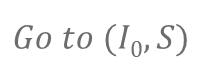 Go to (I₀, S)